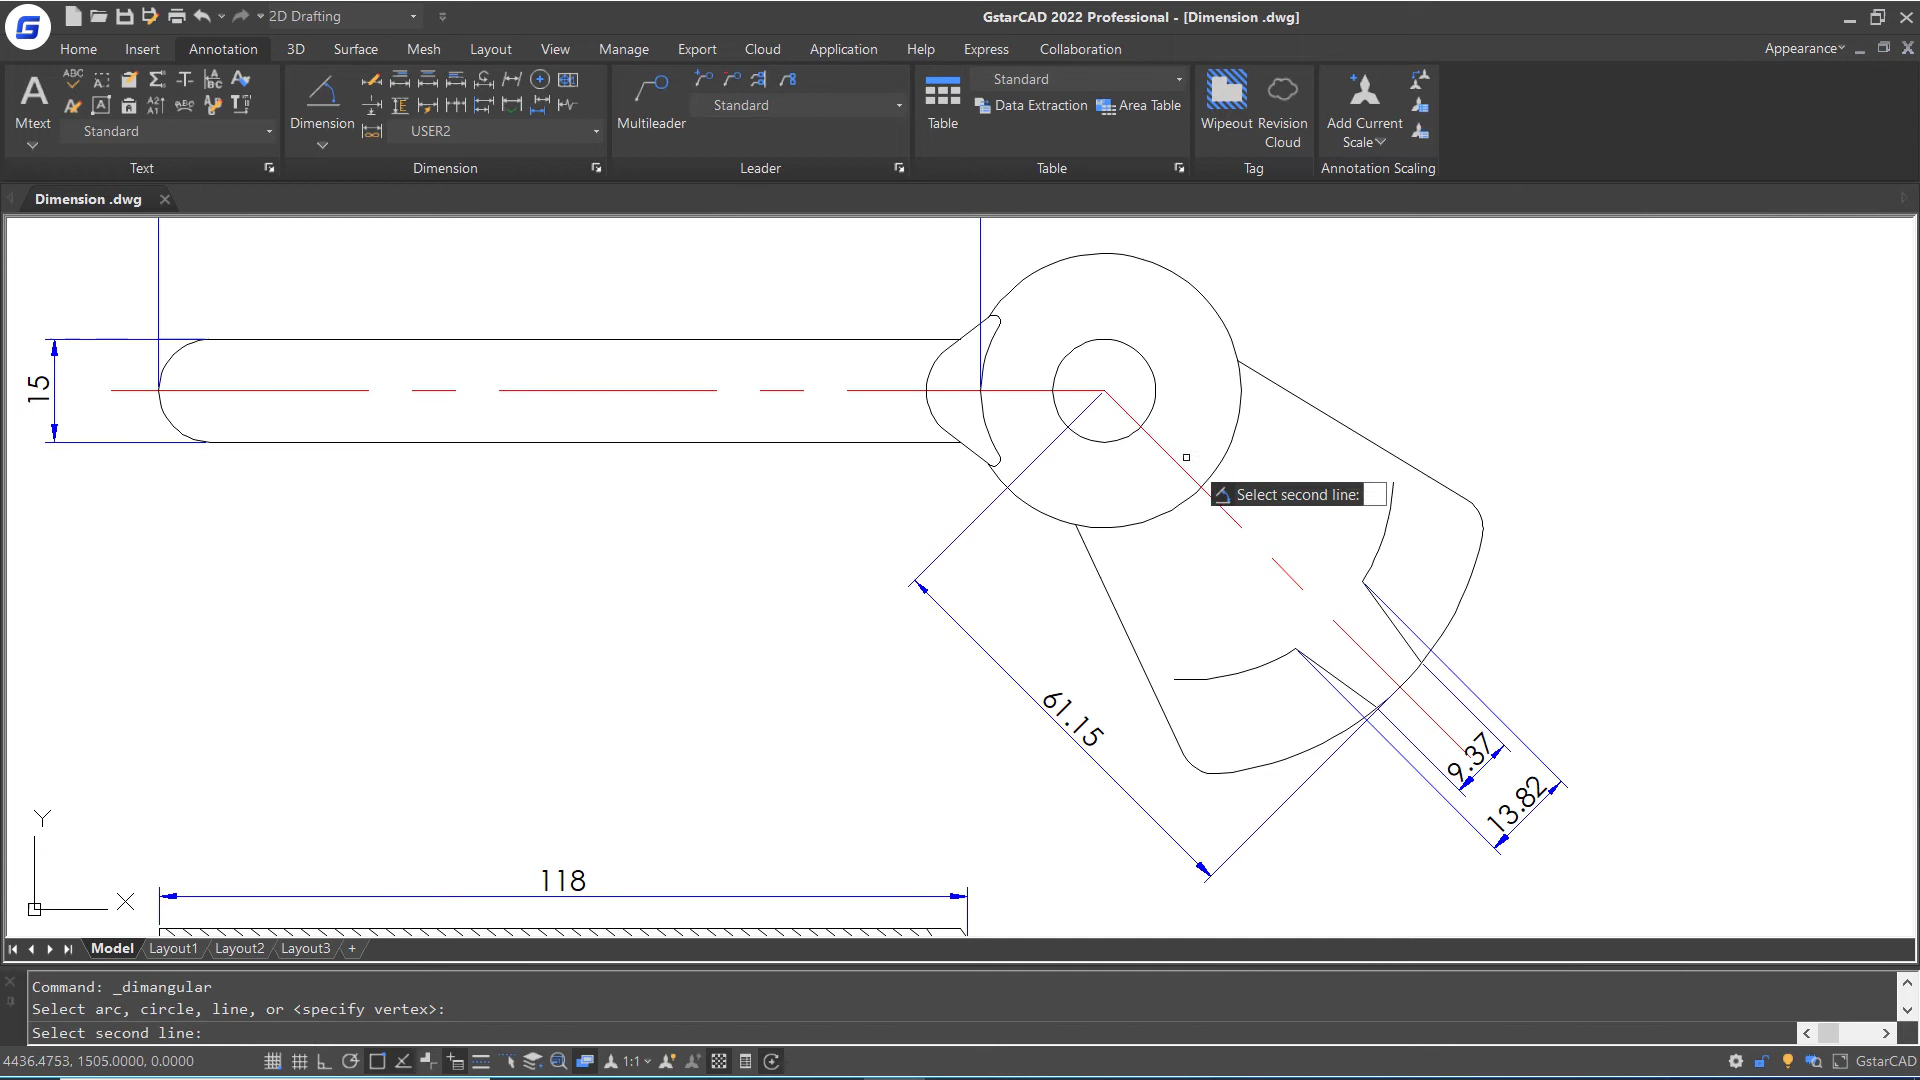 2D Drafting
GstarCAD 2022 Professional - [Dimension .dwg]
Home Insert Annotation 3D Surface Mesh Layout View Manage Export Cloud Application Help Express Collaboration Appearance
Mtext
Standard
Text
Dimension
USER2
Dimension
Multileader
Standard
Leader
Table
Standard
Data Extraction Area Table
Table
Wipeout Revision Cloud
Tag
Add Current Scale
Annotation Scaling
Dimension .dwg
15
Select second line:
61.15
9.37
13.82
118
Y
X
Model Layout1 Layout2 Layout3 +
Command: _dimangular
Select arc, circle, line, or <specify vertex>:
Select second line:
4436.4753, 1505.0000, 0.0000 1:1 GstarCAD